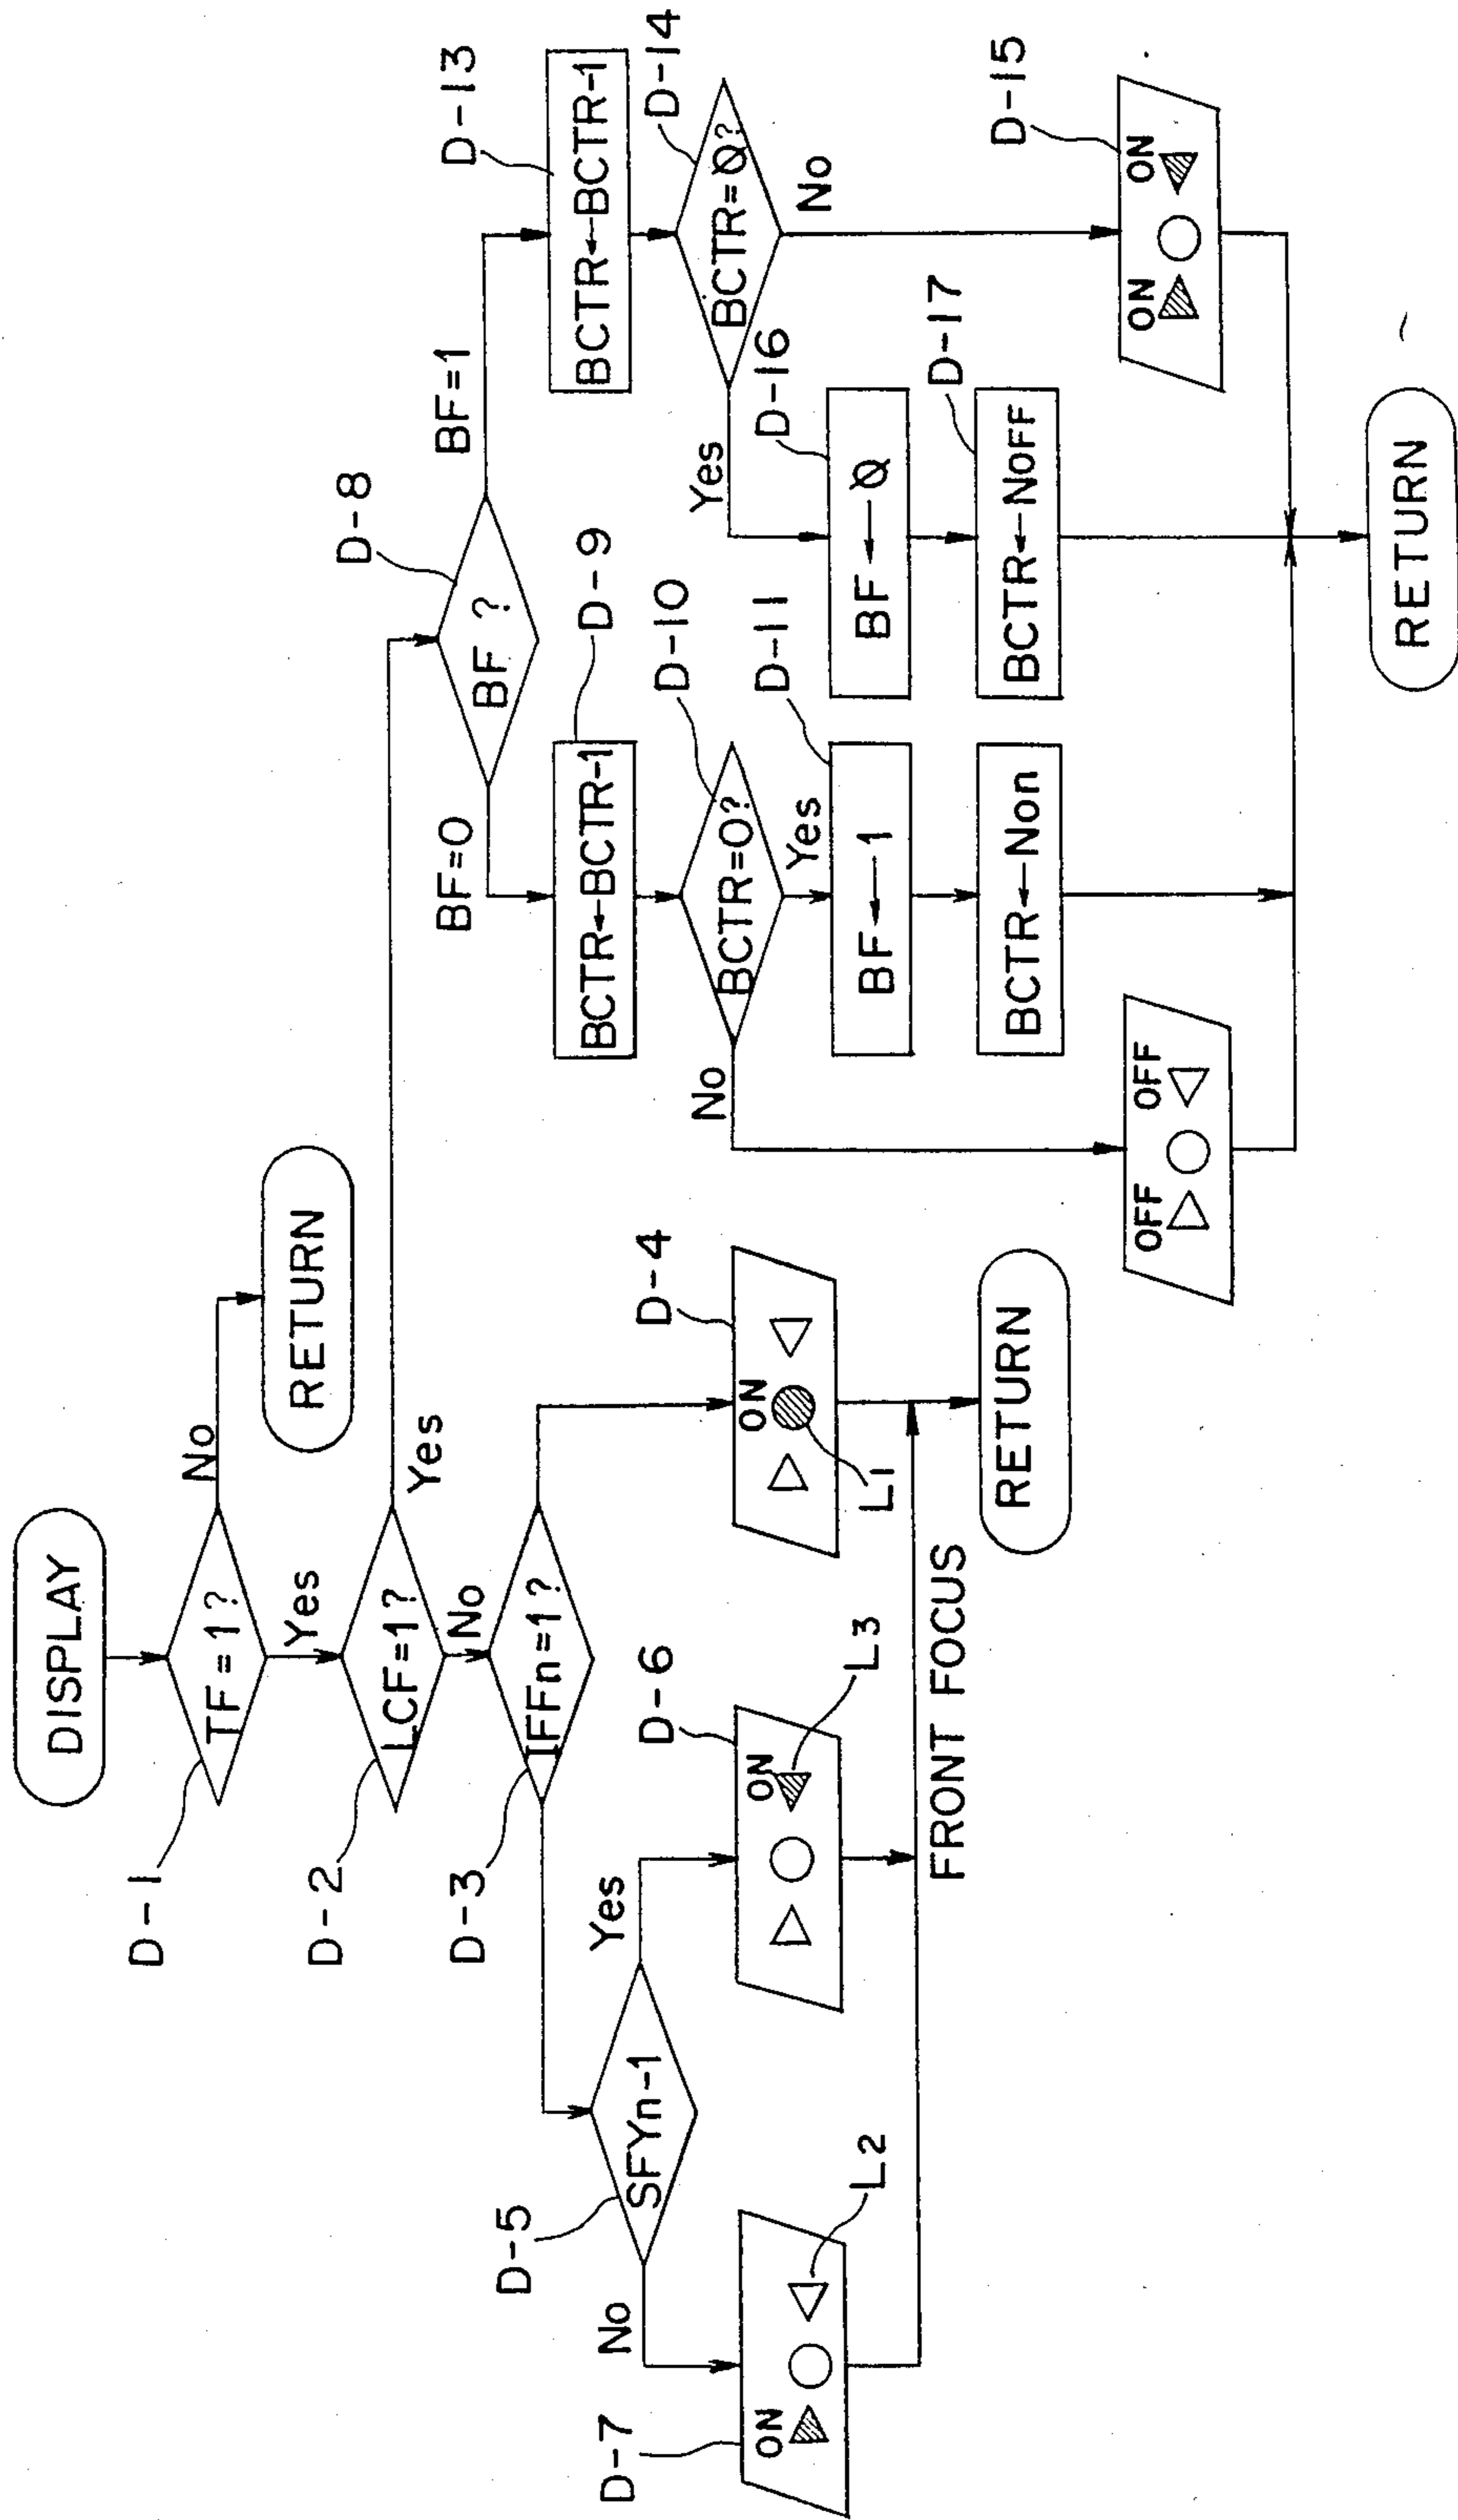 DISPLAY
D-1
TF=1?
No
RETURN
Yes
D-2
LCF=1?
Yes
No
D-3
IFFn=1?
D-5
SFYn-1
Yes
No
D-7
ON
L2
D-6
ON
L3
D-4
ON
L1
FRONT FOCUS
RETURN
D-8
BF ?
BF=0
BF=1
D-9
BCTR←BCTR-1
D-10
BCTR=0?
No
Yes
D-11
BF←1
BCTR←Non
OFF OFF
D-13
BCTR←BCTR-1
D-14
BCTR=Ø?
Yes
No
D-16
BF←Ø
D-17
BCTR←NOFF
D-15
ON ON
RETURN